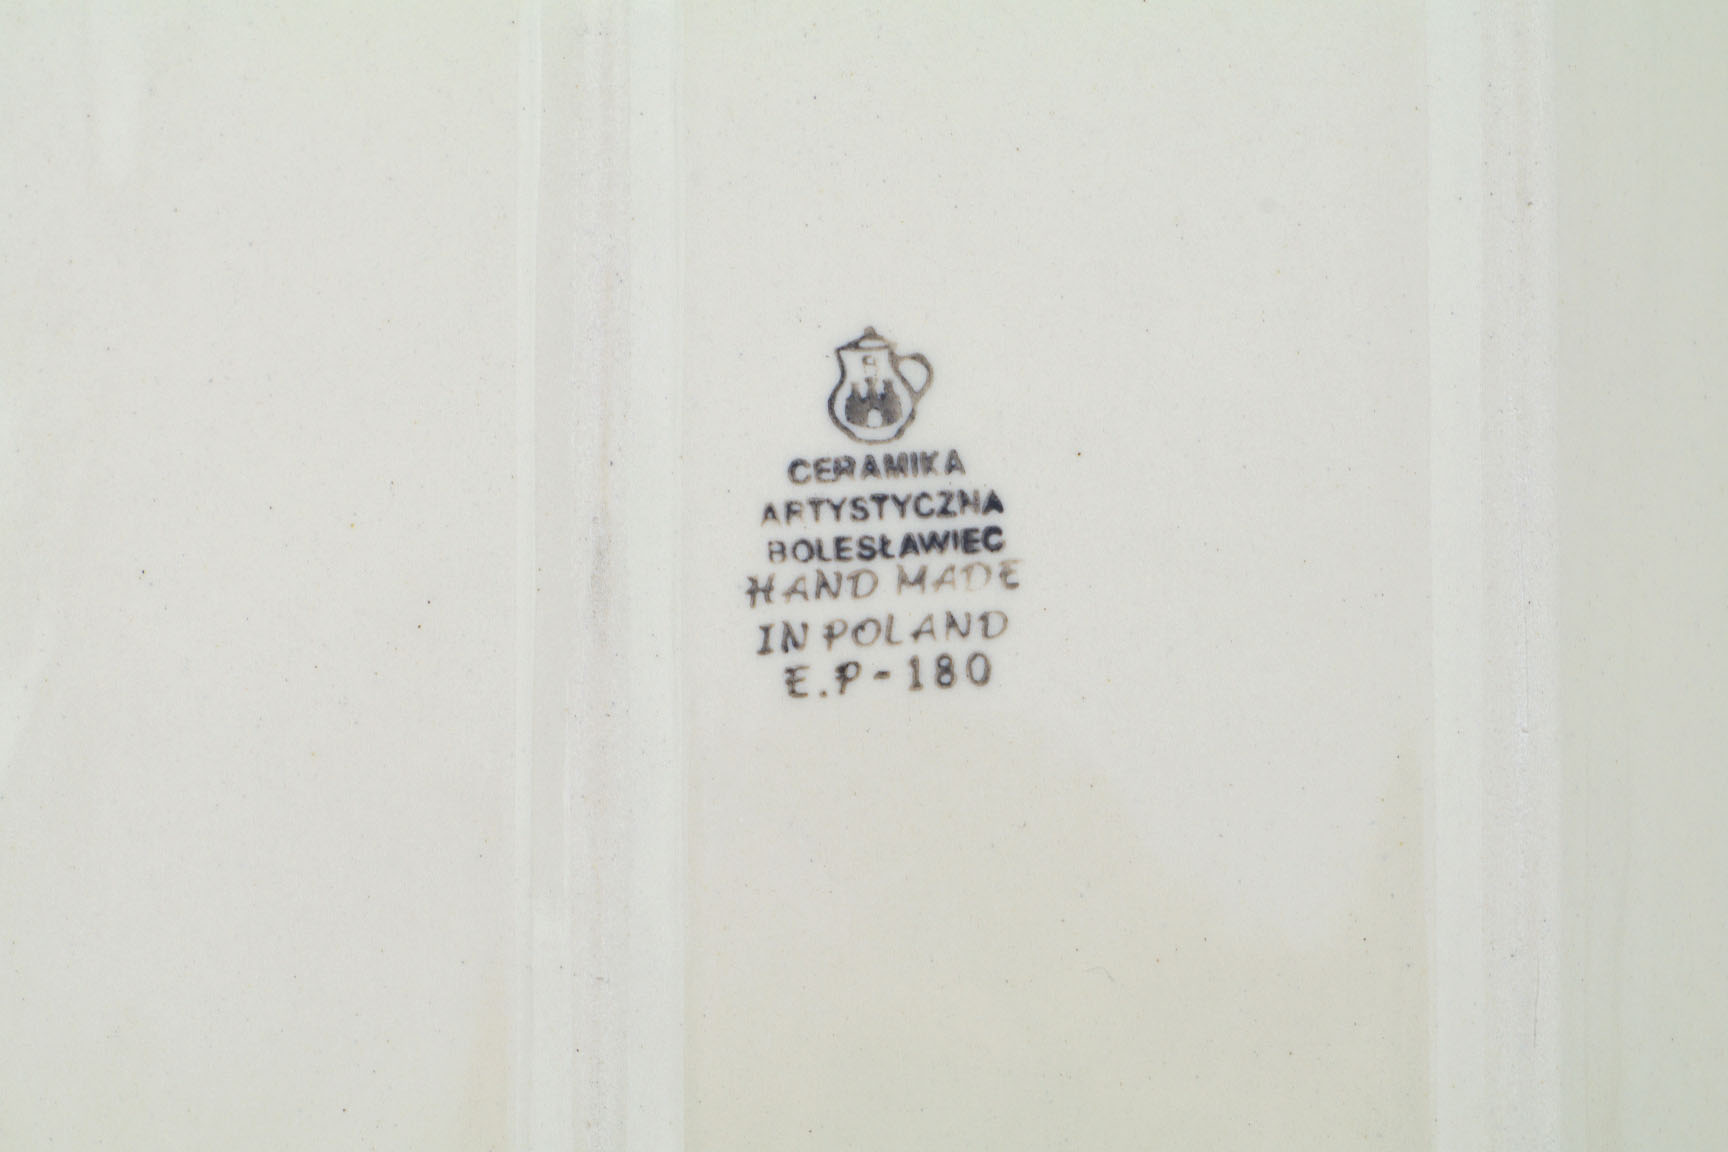 CERAMIKA
ARTYSTYCZNA
BOLESŁAWIEC
HAND MADE
IN POLAND
E.P-180